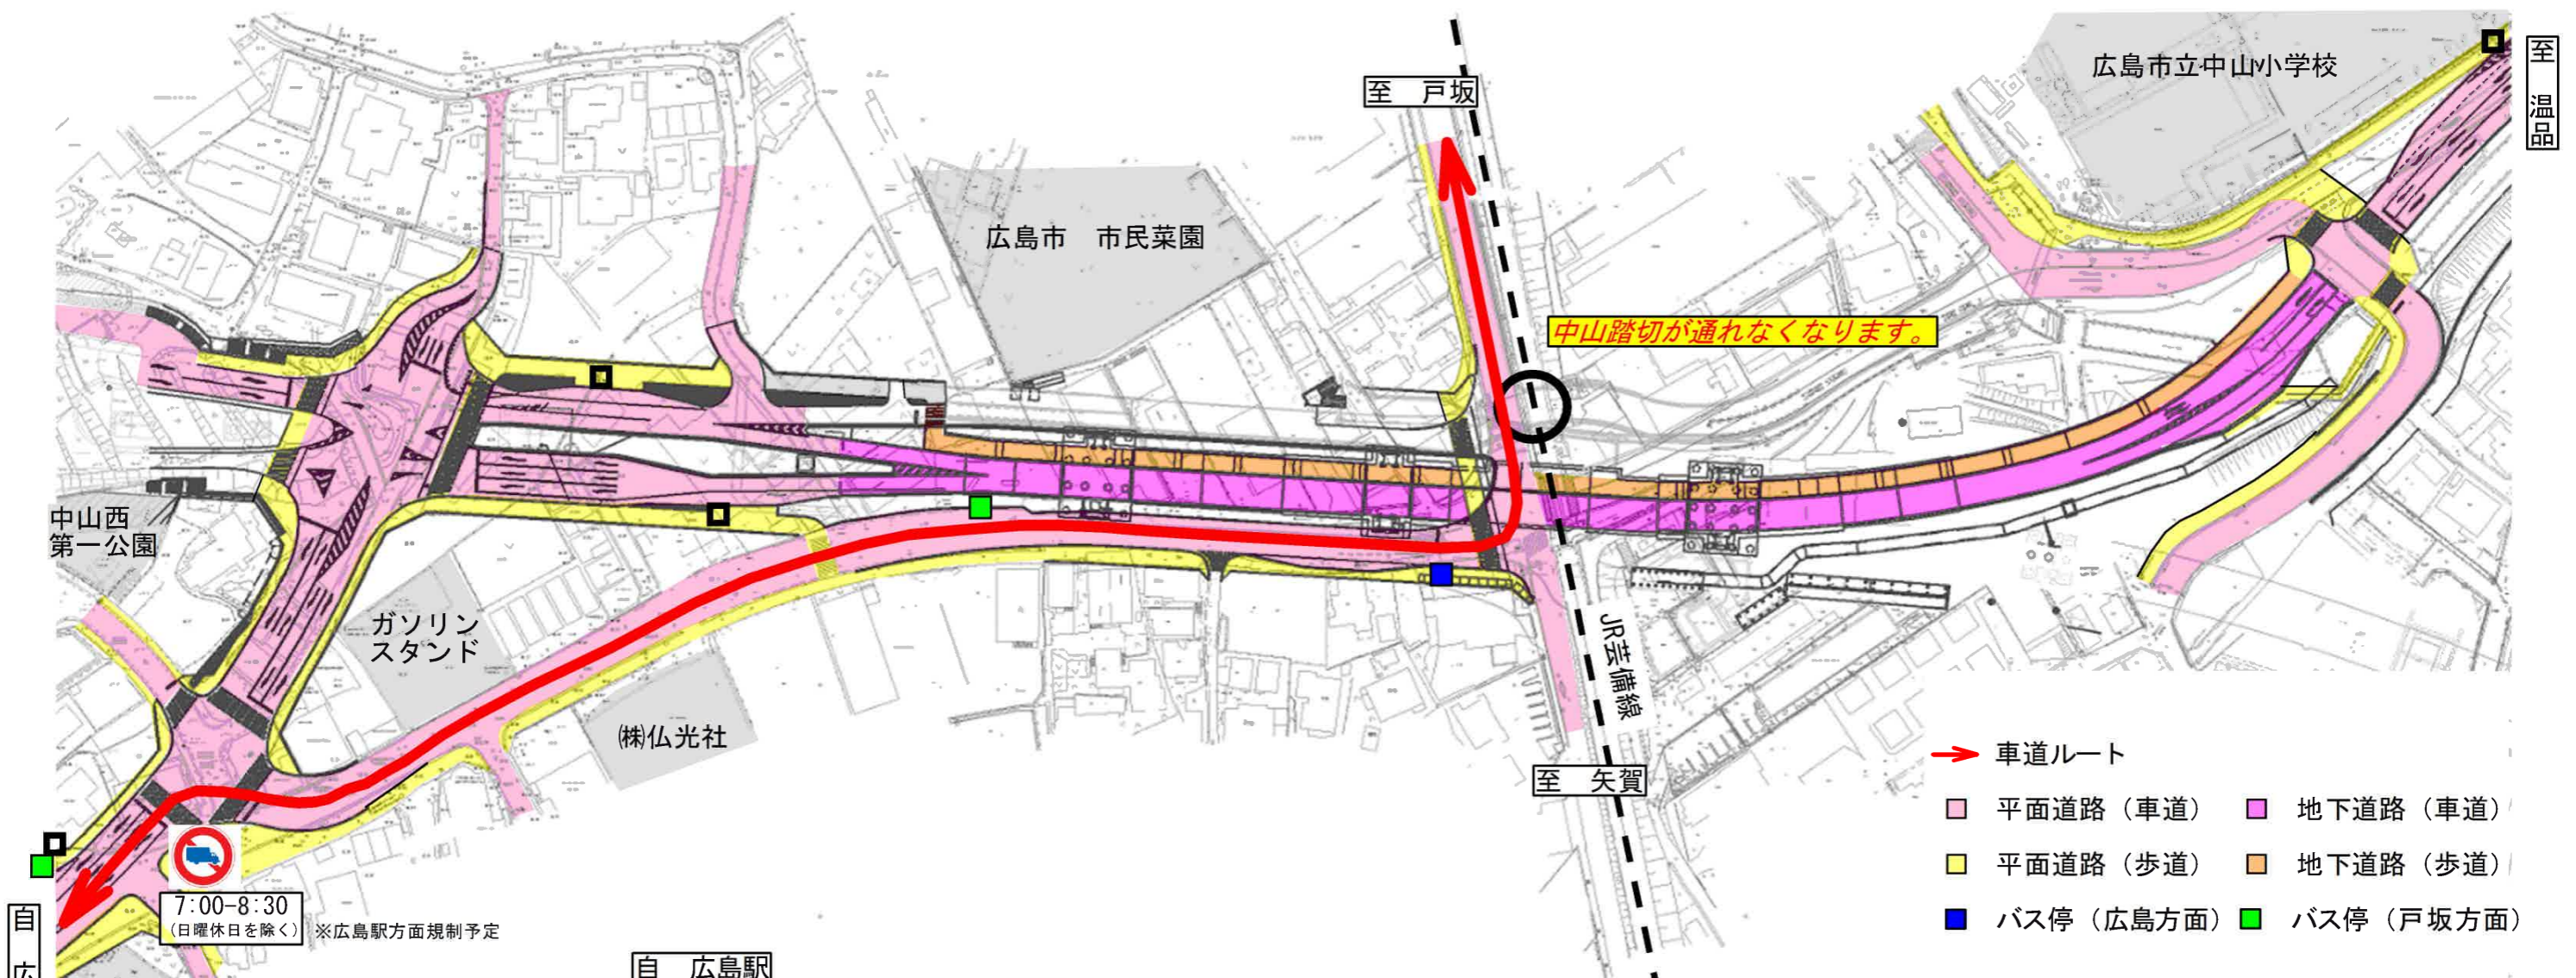 広島市立中山小学校
至 温品
至 戸坂
広島市 市民菜園
中山踏切が通れなくなります。
中山西
第一公園
ガソリン
スタンド
㈱仏光社
JR芸備線
至 矢賀
車道ルート
平面道路（車道） 地下道路（車道）
平面道路（歩道） 地下道路（歩道）
バス停（広島方面） バス停（戸坂方面）
7:00-8:30
(日曜休日を除く) ※広島駅方面規制予定
自 広
自 広島駅